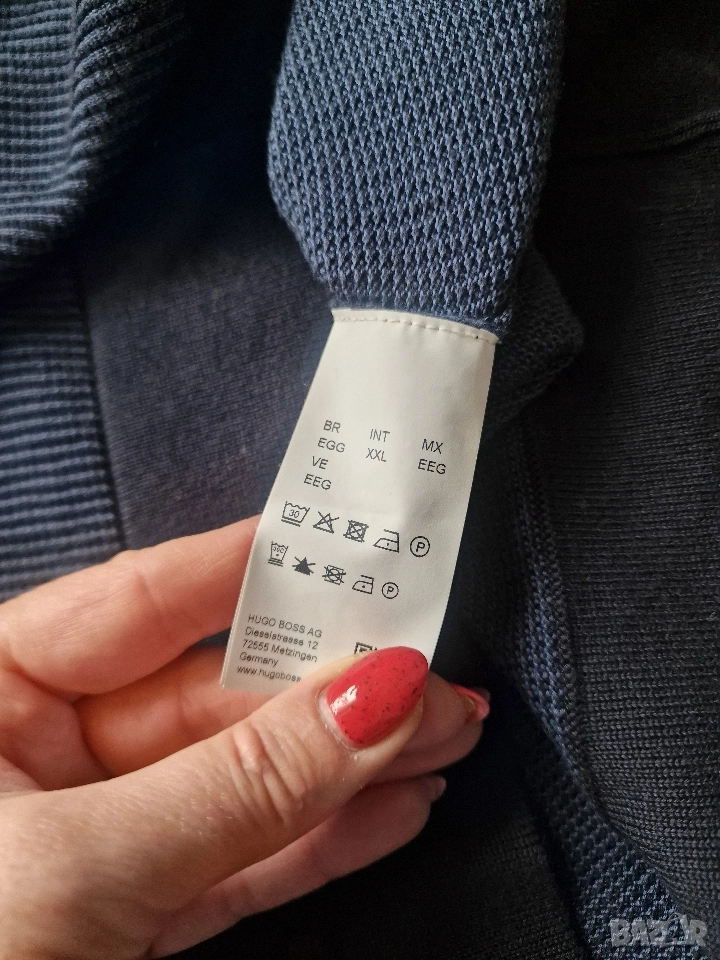 BR
EGG
VE
EEG
INT
XXL
MX
EEG
30
P
P
HUGO BOSS AG
Dieselstrasse 12
72555 Metzingen
Germany
www.hugoboss
BAZAR